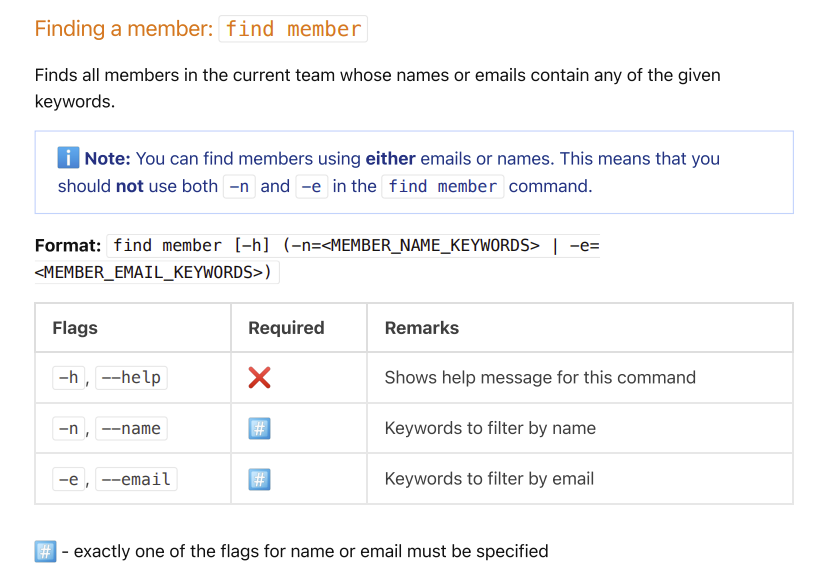 Finding a member: find member
Finds all members in the current team whose names or emails contain any of the given
keywords.
ℹ️ Note: You can find members using either emails or names. This means that you
should not use both -n and -e in the find member command.
Format: find member [-h] (-n=<MEMBER_NAME_KEYWORDS> | -e=
<MEMBER_EMAIL_KEYWORDS>)
Flags Required Remarks
-h, --help ❌ Shows help message for this command
-n, --name #️⃣ Keywords to filter by name
-e, --email #️⃣ Keywords to filter by email
#️⃣ - exactly one of the flags for name or email must be specified